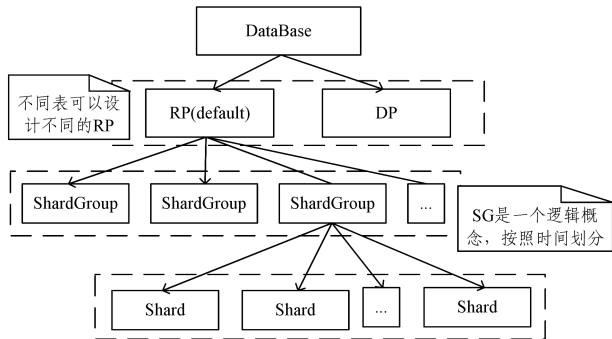 DataBase
不同表可以设
计不同的RP
RP(default)
DP
ShardGroup
ShardGroup
ShardGroup
...
SG是一个逻辑概
念，按照时间划分
Shard
Shard
...
Shard